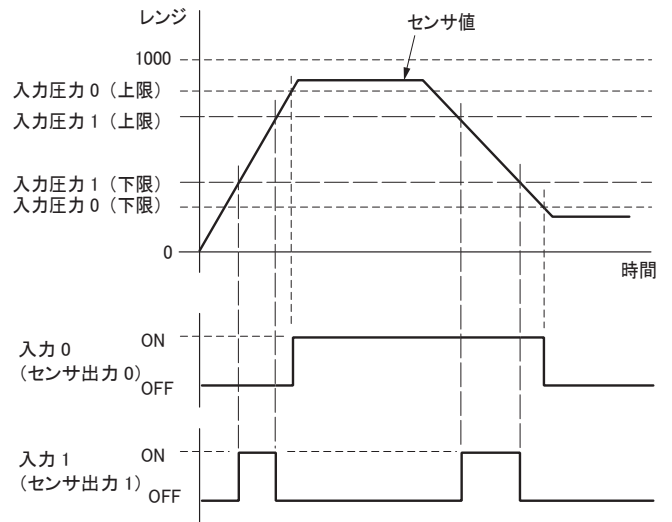 レンジ
センサ値
1000
入力圧力 0（上限）
入力圧力 1（上限）
入力圧力 1（下限）
入力圧力 0（下限）
0
時間
入力 0
（センサ出力 0）
ON
OFF
入力 1
（センサ出力 1）
ON
OFF